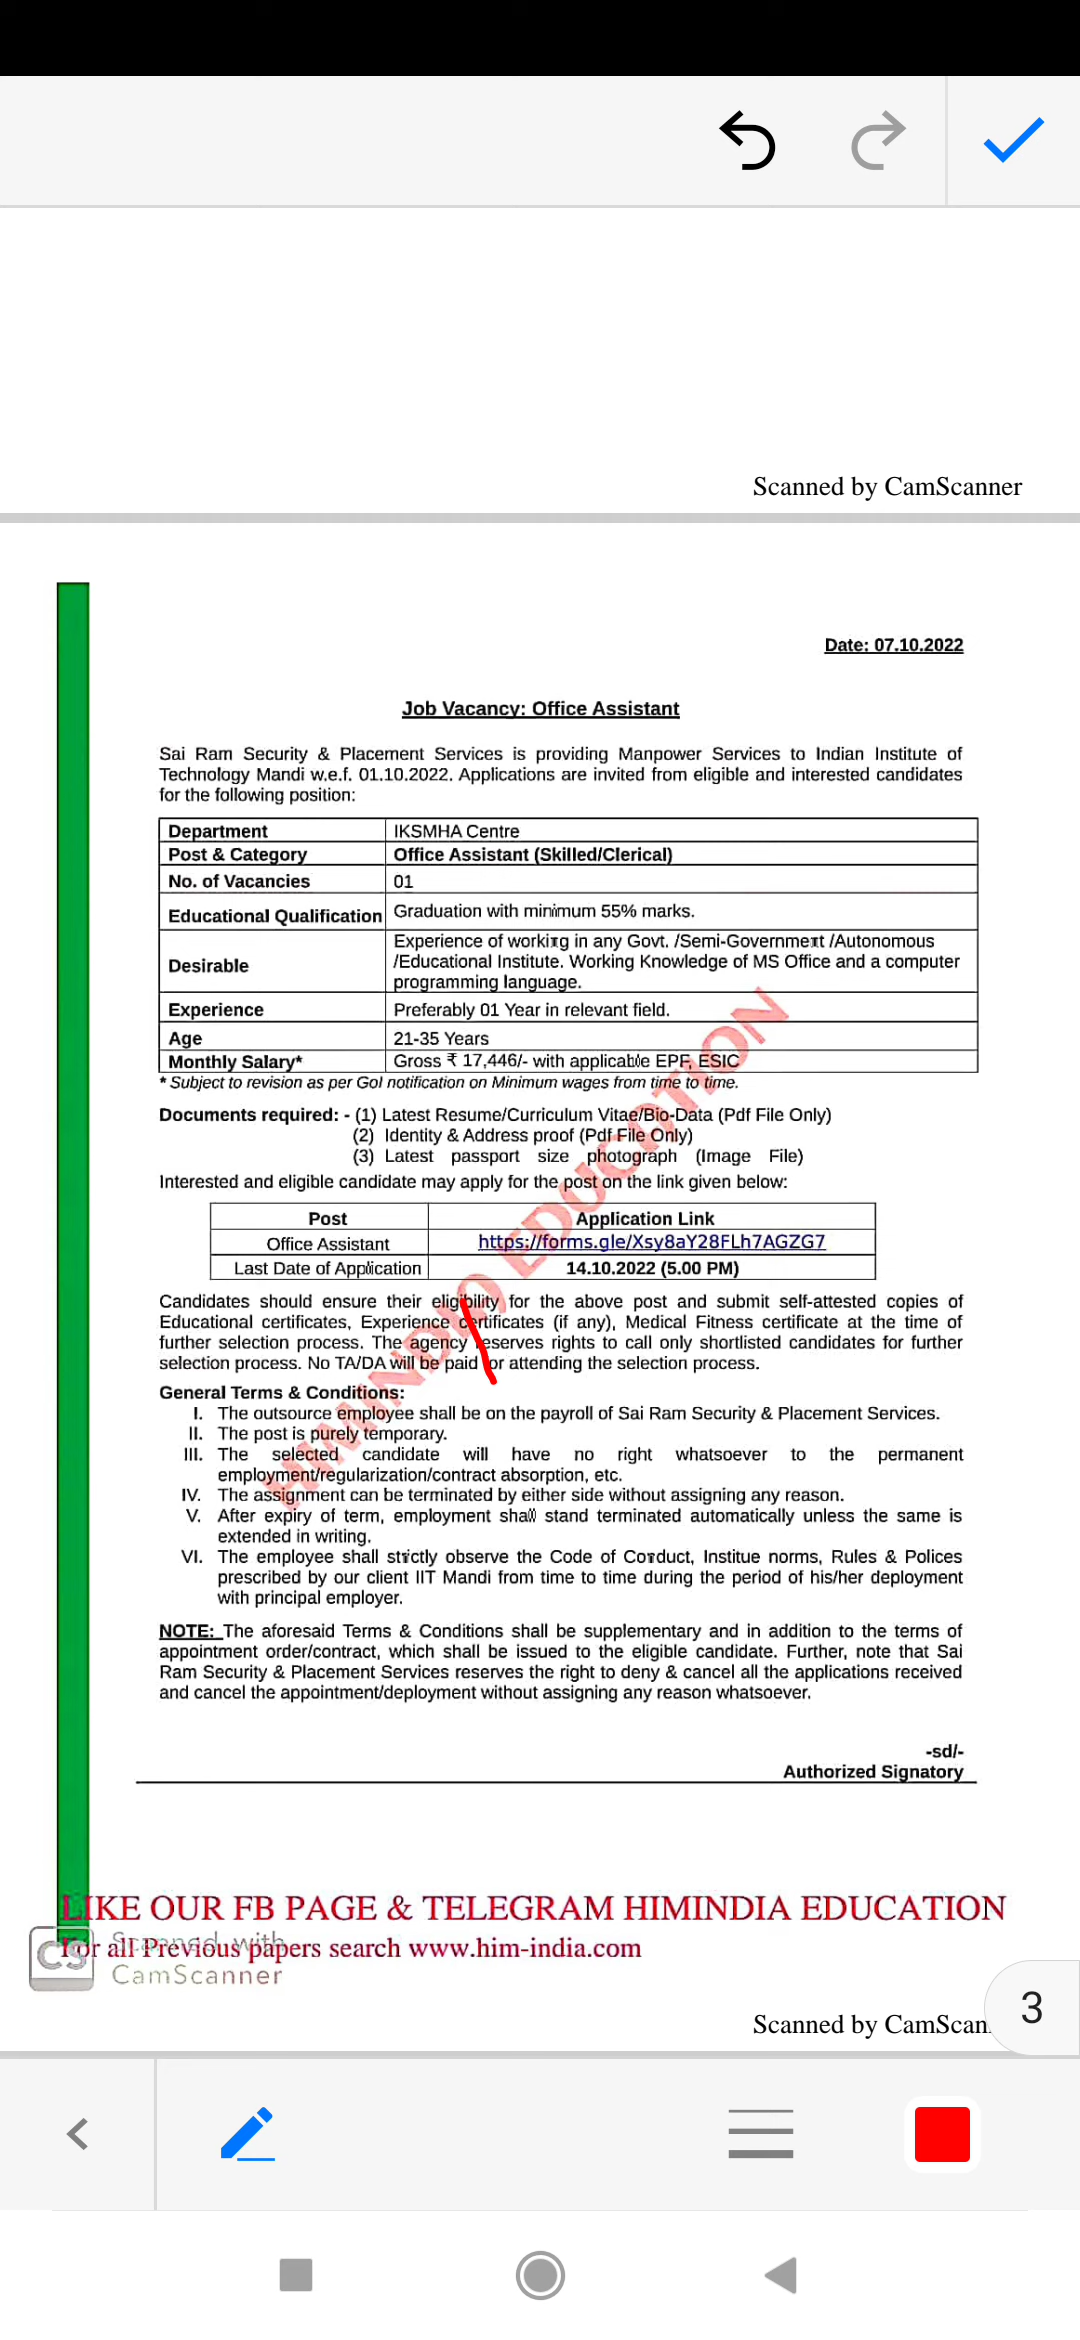 Scanned by CamScanner
Date: 07.10.2022
Job Vacancy: Office Assistant
Sai Ram Security & Placement Services is providing Manpower Services to Indian Institute of
Technology Mandi w.e.f. 01.10.2022. Applications are invited from eligible and interested candidates
for the following position:
Department IKSMHA Centre
Post & Category Office Assistant (Skilled/Clerical)
No. of Vacancies 01
Educational Qualification Graduation with minimum 55% marks.
Desirable Experience of working in any Govt. /Semi-Government /Autonomous
/Educational Institute. Working Knowledge of MS Office and a computer
programming language.
Experience Preferably 01 Year in relevant field.
Age 21-35 Years
Monthly Salary* Gross ₹ 17,446/- with applicable EPF, ESIC
* Subject to revision as per GoI notification on Minimum wages from time to time.
Documents required: - (1) Latest Resume/Curriculum Vitae/Bio-Data (Pdf File Only)
(2) Identity & Address proof (Pdf File Only)
(3) Latest passport size photograph (Image File)
Interested and eligible candidate may apply for the post on the link given below:
Post Application Link
Office Assistant https://forms.gle/Xsy8aY28FLh7AGZG7
Last Date of Application 14.10.2022 (5.00 PM)
Candidates should ensure their eligibility for the above post and submit self-attested copies of
Educational certificates, Experience certificates (if any), Medical Fitness certificate at the time of
further selection process. The agency reserves rights to call only shortlisted candidates for further
selection process. No TA/DA will be paid for attending the selection process.
General Terms & Conditions:
I. The outsource employee shall be on the payroll of Sai Ram Security & Placement Services.
II. The post is purely temporary.
III. The selected candidate will have no right whatsoever to the permanent
employment/regularization/contract absorption, etc.
IV. The assignment can be terminated by either side without assigning any reason.
V. After expiry of term, employment shall stand terminated automatically unless the same is
extended in writing.
VI. The employee shall strictly observe the Code of Conduct, Institue norms, Rules & Polices
prescribed by our client IIT Mandi from time to time during the period of his/her deployment
with principal employer.
NOTE: The aforesaid Terms & Conditions shall be supplementary and in addition to the terms of
appointment order/contract, which shall be issued to the eligible candidate. Further, note that Sai
Ram Security & Placement Services reserves the right to deny & cancel all the applications received
and cancel the appointment/deployment without assigning any reason whatsoever.
-sd/-
Authorized Signatory
HIMINDIA EDUCOTION
LIKE OUR FB PAGE & TELEGRAM HIMINDIA EDUCATION
For all Previous papers search www.him-india.com
CS Scanned with
CamScanner
Scanned by CamScan
3